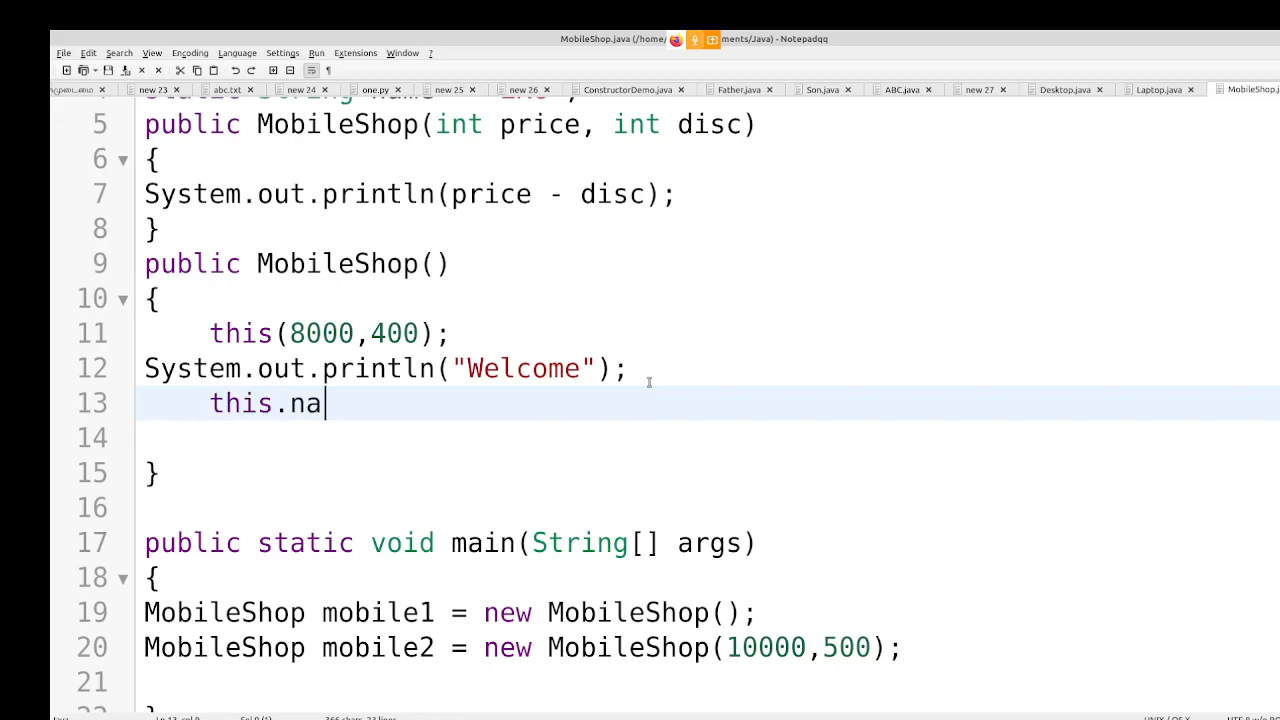 MobileShop.java (/home/ ments/Java) - Notepadqq
File Edit Search View Encoding Language Settings Run Extensions Window ?
new 23 abc.txt new 24 one.py new 25 new 26 ConstructorDemo.java Father.java Son.java ABC.java new 27 Desktop.java Laptop.java MobileShop.j
5 public MobileShop(int price, int disc)
6 {
7 System.out.println(price - disc);
8 }
9 public MobileShop()
10 {
11 this(8000,400);
12 System.out.println("Welcome");
13 this.na
14
15 }
16
17 public static void main(String[] args)
18 {
19 MobileShop mobile1 = new MobileShop();
20 MobileShop mobile2 = new MobileShop(10000,500);
21